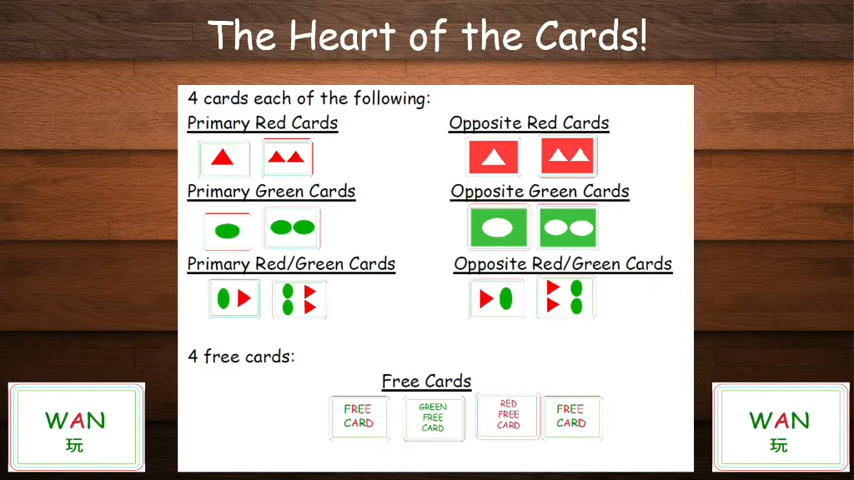 The Heart of the Cards!
4 cards each of the following:
Primary Red Cards
Opposite Red Cards
Primary Green Cards
Opposite Green Cards
Primary Red/Green Cards
Opposite Red/Green Cards
4 free cards:
Free Cards
FREE
CARD
GREEN
FREE
CARD
RED
FREE
CARD
FREE
CARD
WAN
玩
WAN
玩